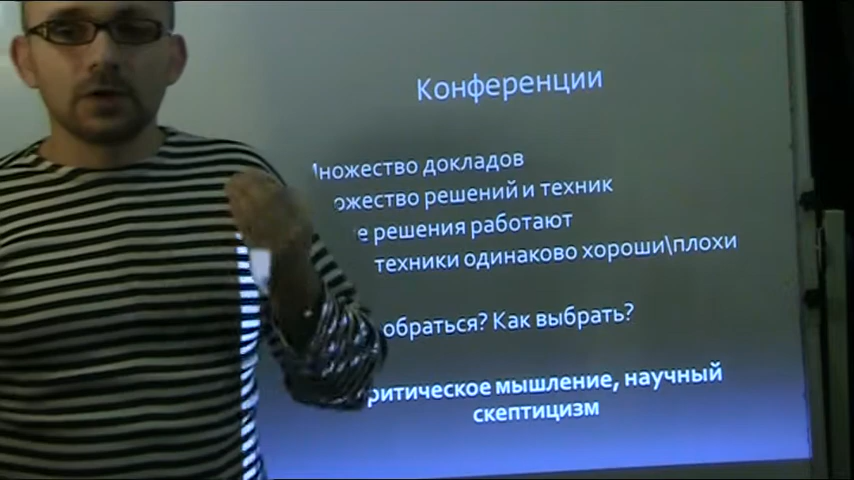 Конференции
ножество докладов
ожество решений и техник
е решения работают
техники одинаково хороши\плохи
обраться? Как выбрать?
ритическое мышление, научный
скептицизм